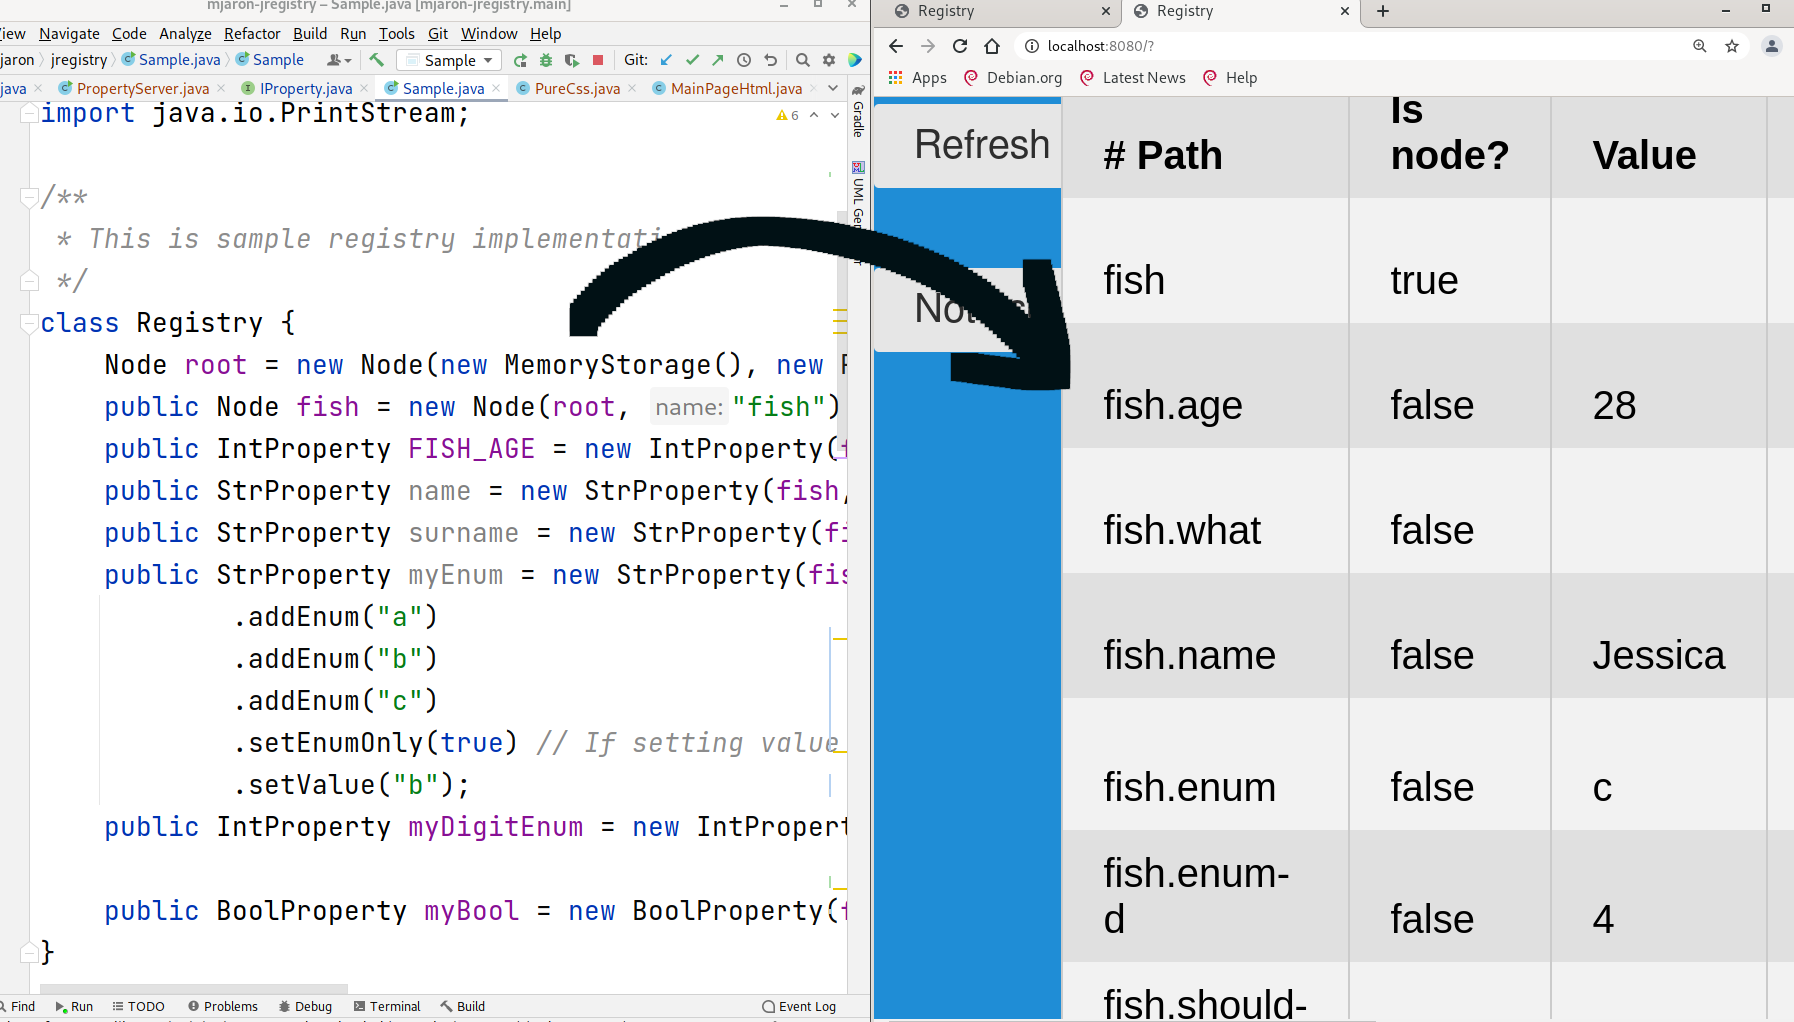 mjaron-jregistry – Sample.java [mjaron-jregistry.main]
iew Navigate Code Analyze Refactor Build Run Tools Git Window Help
jaron jregistry Sample.java Sample Sample Git:
java PropertyServer.java IProperty.java Sample.java PureCss.java MainPageHtml.java
import java.io.PrintStream;
6
/**
* This is sample registry implementati
*/
class Registry {
Node root = new Node(new MemoryStorage(), new
public Node fish = new Node(root, name: "fish")
public IntProperty FISH_AGE = new IntProperty(f
public StrProperty name = new StrProperty(fish,
public StrProperty surname = new StrProperty(fi
public StrProperty myEnum = new StrProperty(fis
.addEnum("a")
.addEnum("b")
.addEnum("c")
.setEnumOnly(true) // If setting value
.setValue("b");
public IntProperty myDigitEnum = new IntPropert
public BoolProperty myBool = new BoolProperty(f
}
Gradle
UML Ge
Find Run TODO Problems Debug Terminal Build Event Log
Registry
Registry
localhost:8080/?
Apps Debian.org Latest News Help
Refresh
# Path Is node? Value
fish true
fish.age false 28
fish.what false
fish.name false Jessica
fish.enum false c
fish.enum-
d false 4
fish.should-